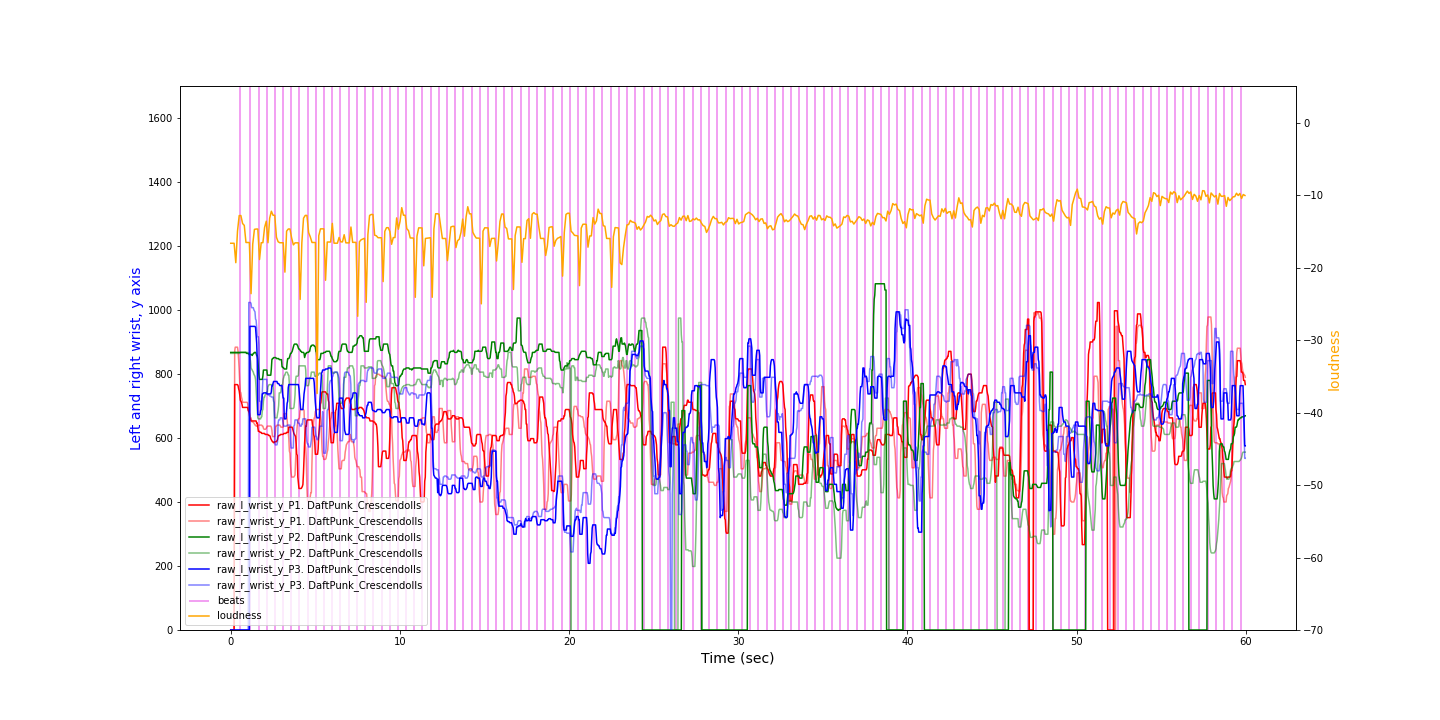 1600
1400
1200
1000
800
600
400
200
0
Left and right wrist, y axis
0
−10
−20
−30
−40
−50
−60
−70
loudness
raw_l_wrist_y_P1. DaftPunk_Crescendolls
raw_r_wrist_y_P1. DaftPunk_Crescendolls
raw_l_wrist_y_P2. DaftPunk_Crescendolls
raw_r_wrist_y_P2. DaftPunk_Crescendolls
raw_l_wrist_y_P3. DaftPunk_Crescendolls
raw_r_wrist_y_P3. DaftPunk_Crescendolls
beats
loudness
0 10 20 30 40 50 60
Time (sec)